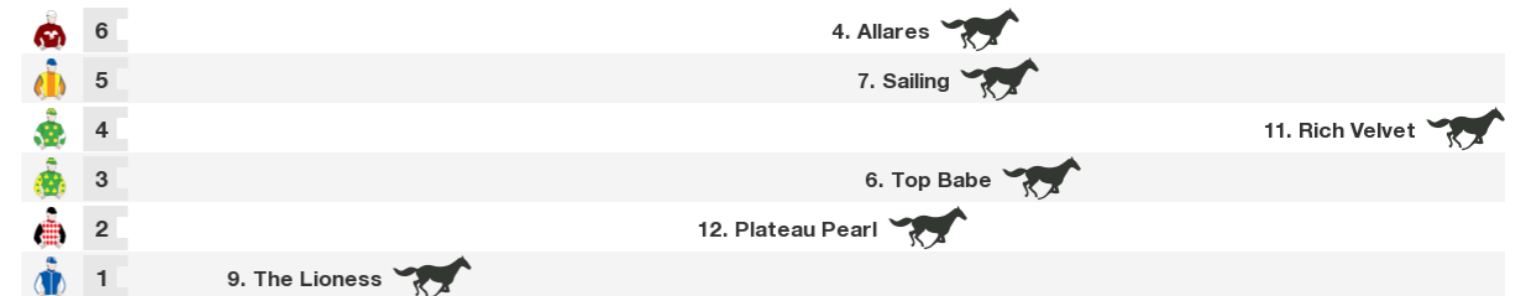 6 4. Allares
5 7. Sailing
4 11. Rich Velvet
3 6. Top Babe
2 12. Plateau Pearl
1 9. The Lioness